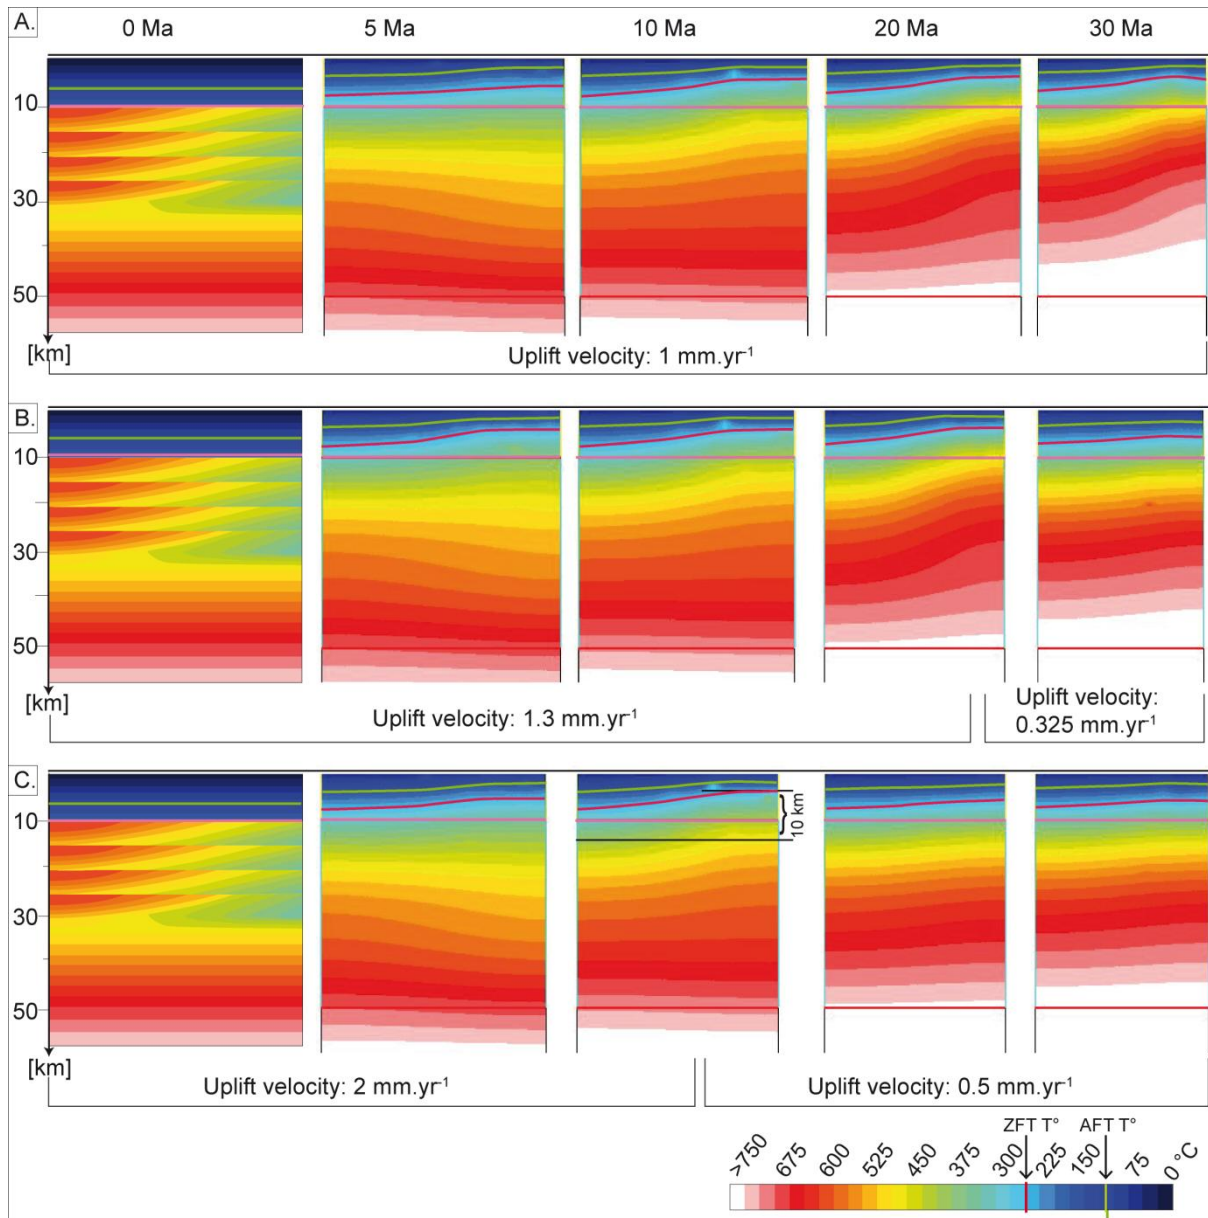 A.
0 Ma 5 Ma 10 Ma 20 Ma 30 Ma
10
30
50
[km]
Uplift velocity: 1 mm.yr⁻¹
B.
10
30
50
[km]
Uplift velocity: 1.3 mm.yr⁻¹
Uplift velocity:
0.325 mm.yr⁻¹
C.
10
10 km
30
50
[km]
Uplift velocity: 2 mm.yr⁻¹
Uplift velocity: 0.5 mm.yr⁻¹
ZFT T° AFT T°
>750 675 600 525 450 375 300 225 150 75 0 °C